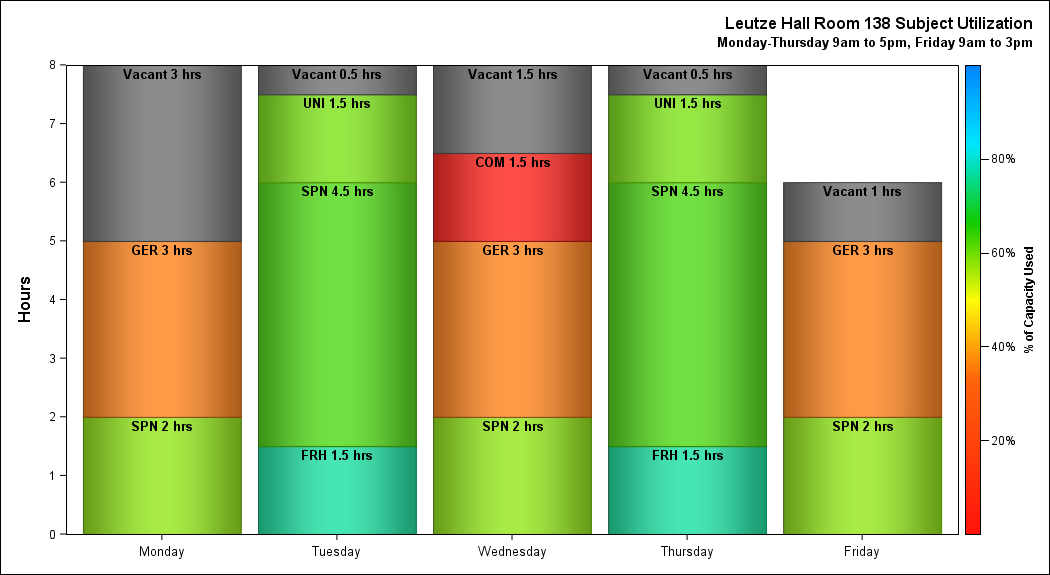 Leutze Hall Room 138 Subject Utilization
Monday-Thursday 9am to 5pm, Friday 9am to 3pm
8
7
6
5
4
3
2
1
0
Hours
Vacant 3 hrs
GER 3 hrs
SPN 2 hrs
Vacant 0.5 hrs
UNI 1.5 hrs
SPN 4.5 hrs
FRH 1.5 hrs
Vacant 1.5 hrs
COM 1.5 hrs
GER 3 hrs
SPN 2 hrs
Vacant 0.5 hrs
UNI 1.5 hrs
SPN 4.5 hrs
FRH 1.5 hrs
Vacant 1 hrs
GER 3 hrs
SPN 2 hrs
Monday
Tuesday
Wednesday
Thursday
Friday
80%
60%
40%
20%
% of Capacity Used